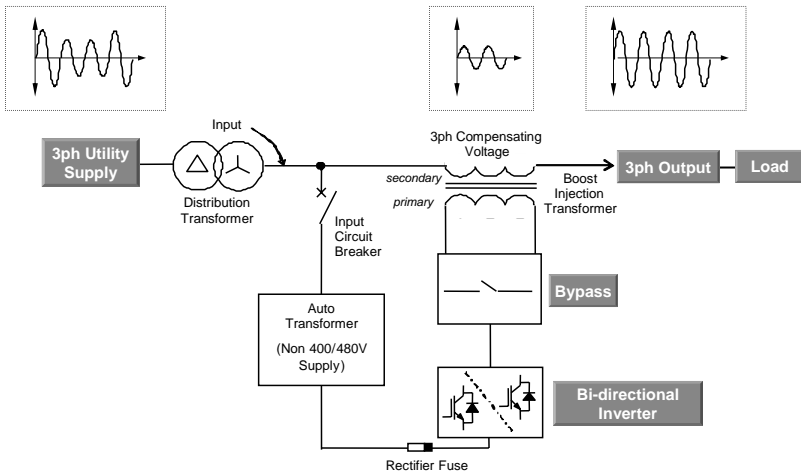 Input
3ph Utility
Supply
Distribution
Transformer
3ph Compensating
Voltage
secondary
primary
Boost
Injection
Transformer
3ph Output
Load
Input
Circuit
Breaker
Auto
Transformer
(Non 400/480V
Supply)
Bypass
Bi-directional
Inverter
Rectifier Fuse